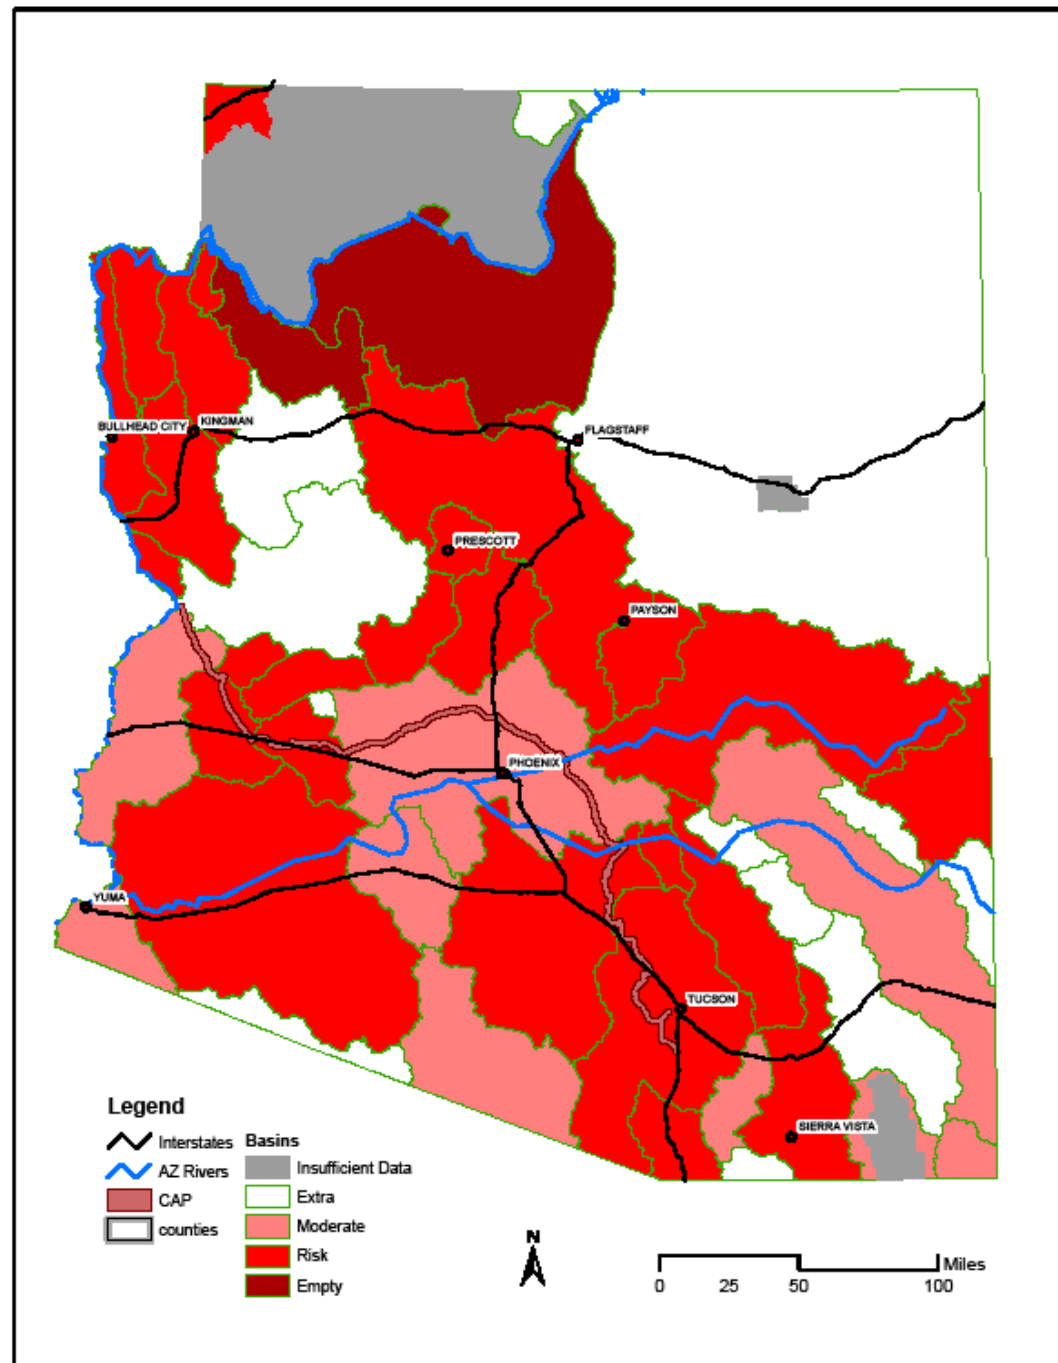 BULLHEAD CITY
KINGMAN
FLAGSTAFF
PRESCOTT
PAYSON
PHOENIX
YUMA
TUCSON
SIERRA VISTA
Legend
Interstates
AZ Rivers
CAP
counties
Basins
Insufficient Data
Extra
Moderate
Risk
Empty
N
Miles
0 25 50 100